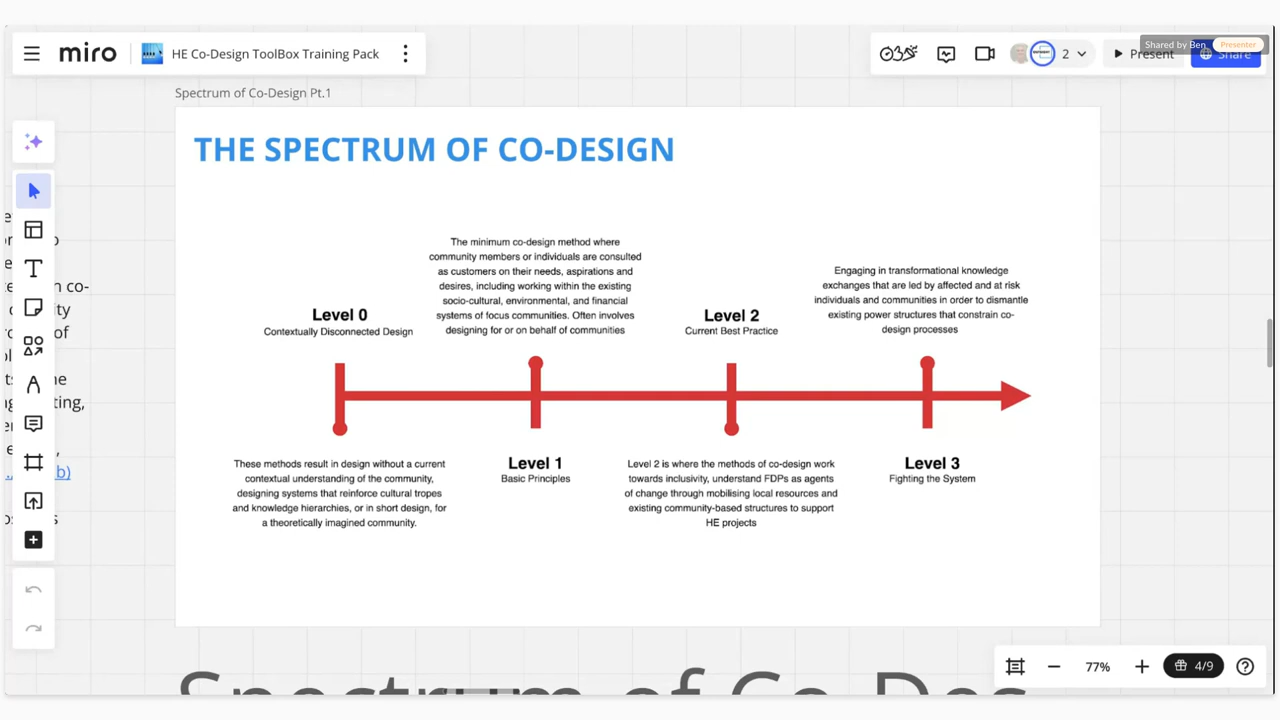 miro
HE Co-Design ToolBox Training Pack
2
Present
Shared by Ben
Presenter
Share
Spectrum of Co-Design Pt.1
THE SPECTRUM OF CO-DESIGN
Level 0
Contextually Disconnected Design
These methods result in design without a current
contextual understanding of the community,
designing systems that reinforce cultural tropes
and knowledge hierarchies, or in short design, for
a theoretically imagined community.
The minimum co-design method where
community members or individuals are consulted
as customers on their needs, aspirations and
desires, including working within the existing
socio-cultural, environmental, and financial
systems of focus communities. Often involves
designing for or on behalf of communities
Level 1
Basic Principles
Level 2
Current Best Practice
Level 2 is where the methods of co-design work
towards inclusivity, understand FDPs as agents
of change through mobilising local resources and
existing community-based structures to support
HE projects
Engaging in transformational knowledge
exchanges that are led by affected and at risk
individuals and communities in order to dismantle
existing power structures that constrain co-
design processes
Level 3
Fighting the System
co-
of
b)
77%
4/9
Spectrum of Co-Des